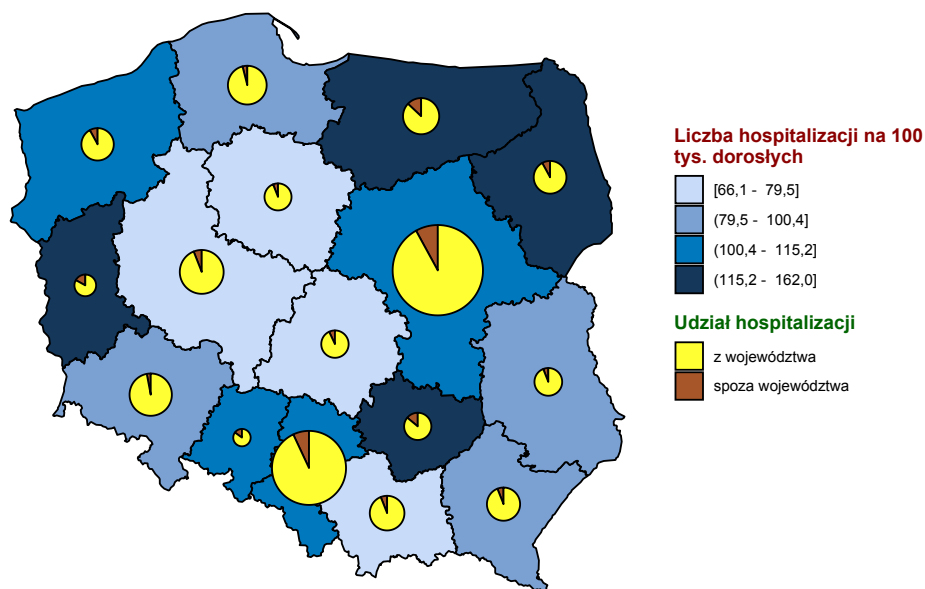 Liczba hospitalizacji na 100
tys. dorosłych
[66,1 - 79,5]
(79,5 - 100,4]
(100,4 - 115,2]
(115,2 - 162,0]
Udział hospitalizacji
z województwa
spoza województwa